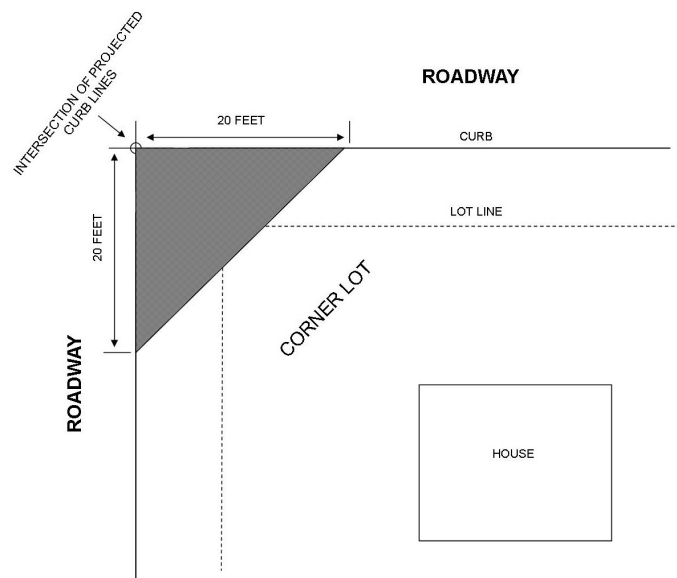 INTERSECTION OF PROJECTED
CURB LINES
ROADWAY
20 FEET
CURB
LOT LINE
20 FEET
CORNER LOT
ROADWAY
HOUSE